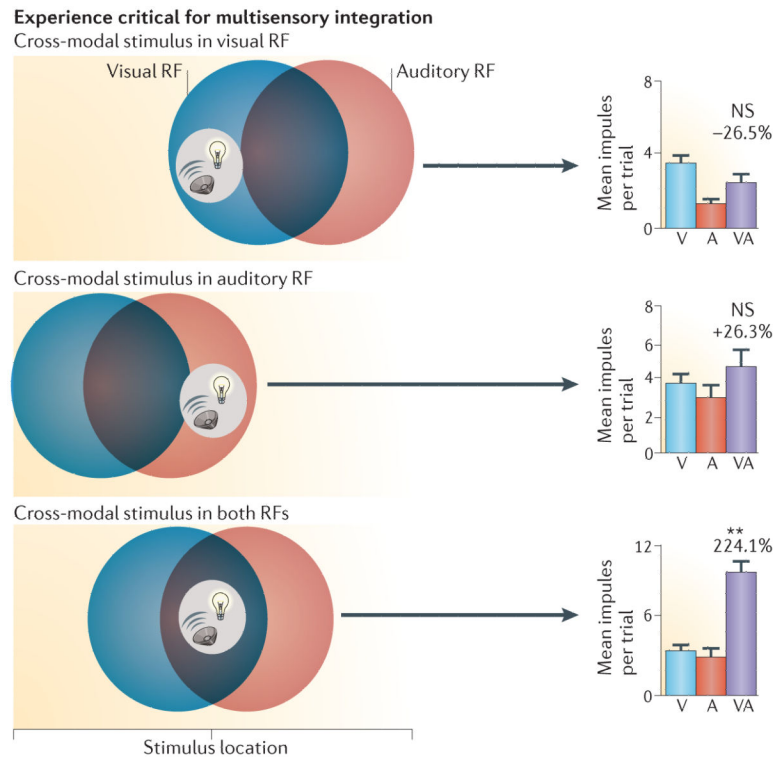 Experience critical for multisensory integration
Cross-modal stimulus in visual RF
Visual RF
Auditory RF
Mean impules
per trial
8
4
0
NS
–26.5%
V A VA
Cross-modal stimulus in auditory RF
Mean impules
per trial
8
6
4
2
0
NS
+26.3%
V A VA
Cross-modal stimulus in both RFs
Mean impules
per trial
12
6
0
**
224.1%
V A VA
Stimulus location